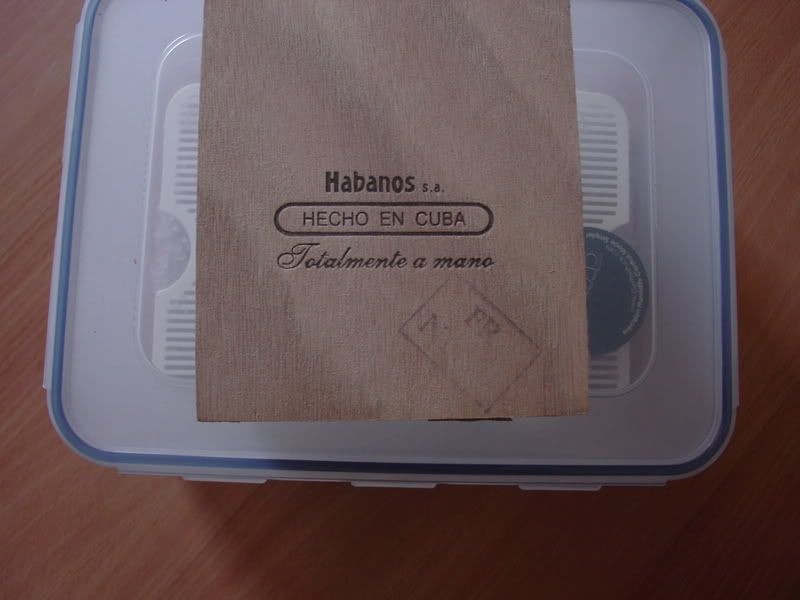 Habanos s.a.
HECHO EN CUBA
Totalmente a mano